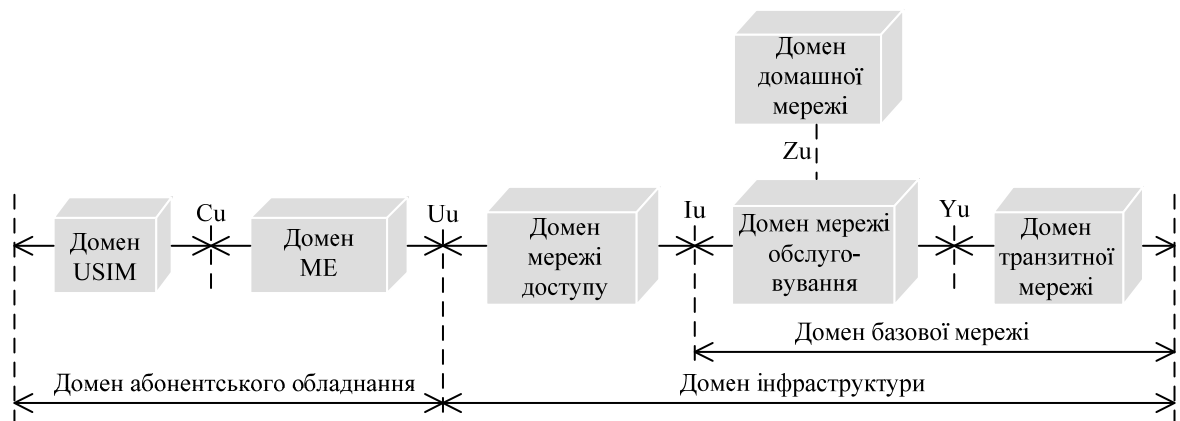 Домен
домашної
мережі
Zu
Cu
Uu
Iu
Yu
Домен
USIM
Домен
ME
Домен
мережі
доступу
Домен мережі
обслуго-
вування
Домен
транзитної
мережі
Домен базової мережі
Домен абонентського обладнання
Домен інфраструктури